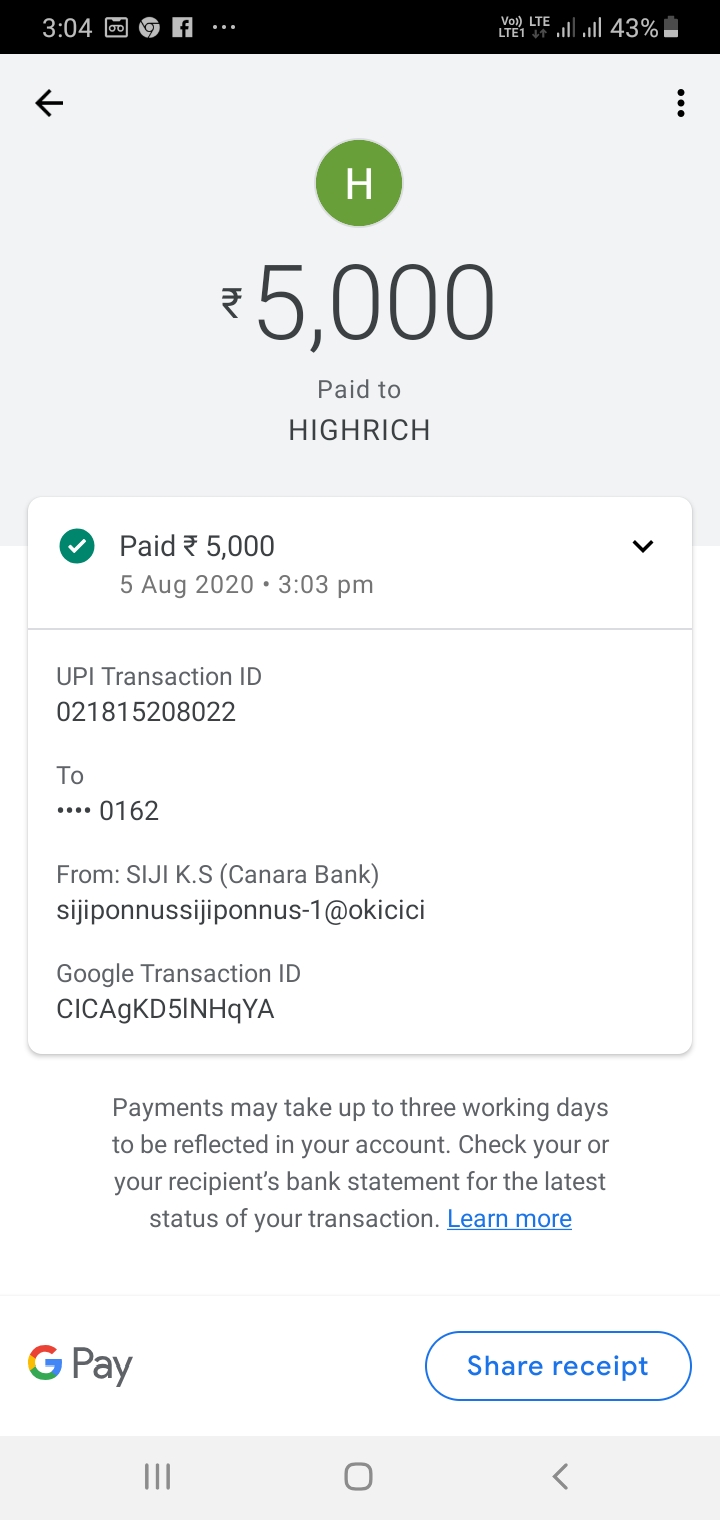 3:04 ... Vo)) LTE LTE1 43%
H
₹5,000
Paid to
HIGHRICH
Paid ₹ 5,000
5 Aug 2020 • 3:03 pm
UPI Transaction ID
021815208022
To
•••• 0162
From: SIJI K.S (Canara Bank)
sijiponnussijiponnus-1@okicici
Google Transaction ID
CICAgKD5lNHqYA
Payments may take up to three working days
to be reflected in your account. Check your or
your recipient’s bank statement for the latest
status of your transaction. Learn more
G Pay
Share receipt